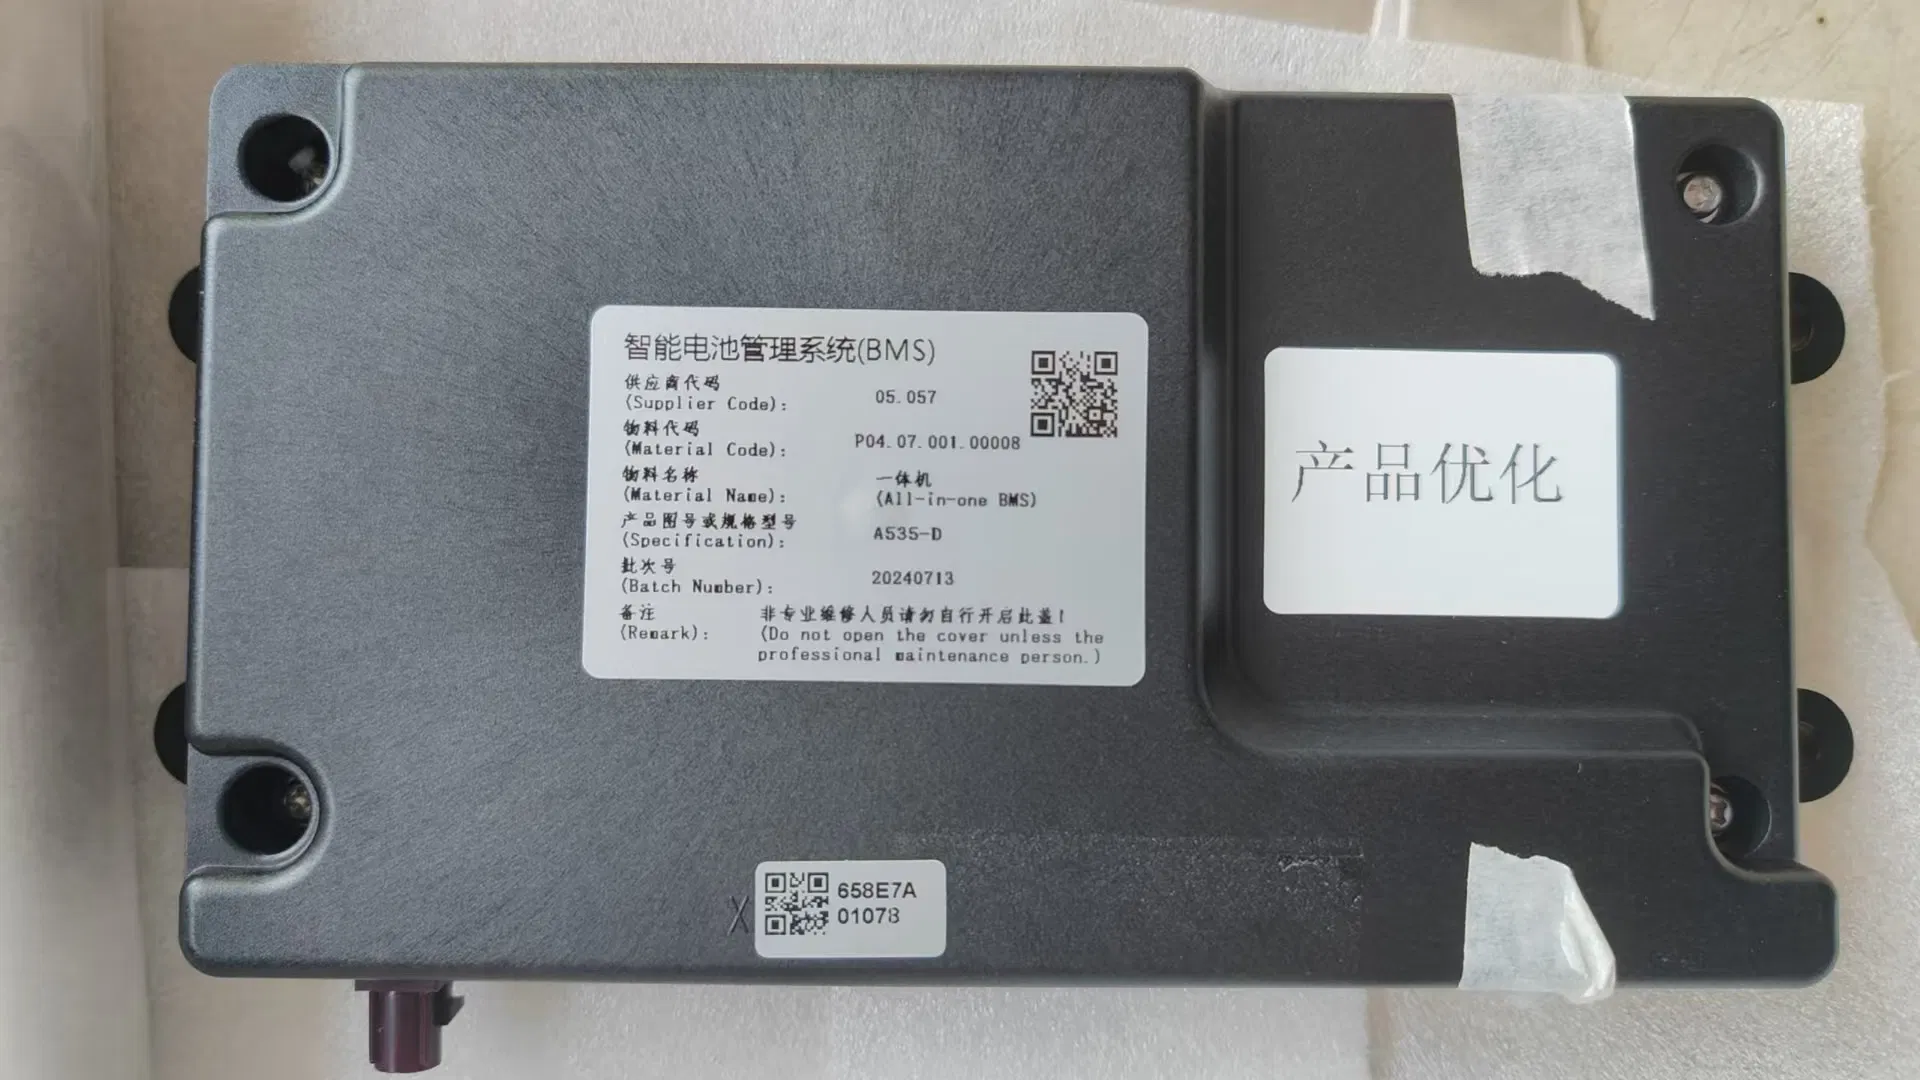 智能电池管理系统(BMS)
供应商代码
(Supplier Code): 05.057
物料代码
(Material Code): P04.07.001.00008
物料名称 一体机
(Material Name): (All-in-one BMS)
产品图号或规格型号
(Specification): A535-D
批次号
(Batch Number): 20240713
备注 非专业维修人员请勿自行开启此盖!
(Remark): (Do not open the cover unless the
professional maintenance person.)
产品优化
X
658E7A
01078